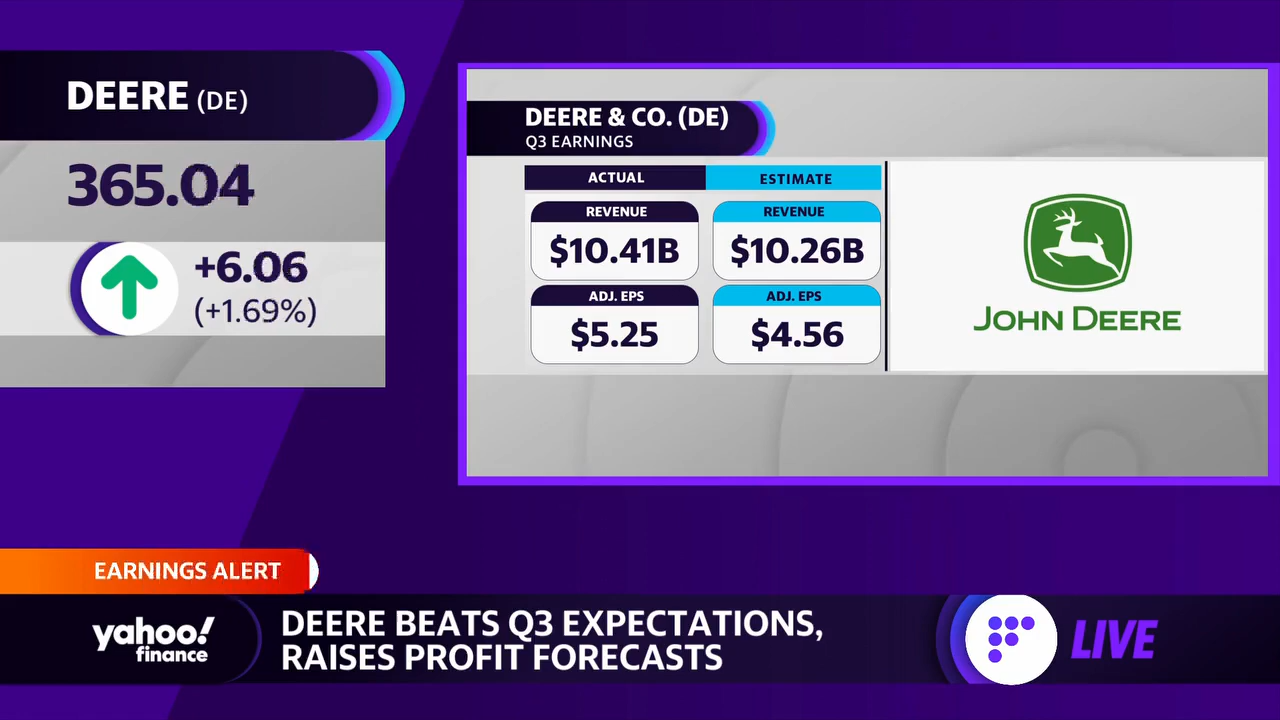 DEERE (DE)
365.04
+6.06
(+1.69%)
DEERE & CO. (DE)
Q3 EARNINGS
ACTUAL ESTIMATE
REVENUE REVENUE
$10.41B $10.26B
ADJ. EPS ADJ. EPS
$5.25 $4.56
JOHN DEERE
EARNINGS ALERT
yahoo!
finance
DEERE BEATS Q3 EXPECTATIONS,
RAISES PROFIT FORECASTS
LIVE